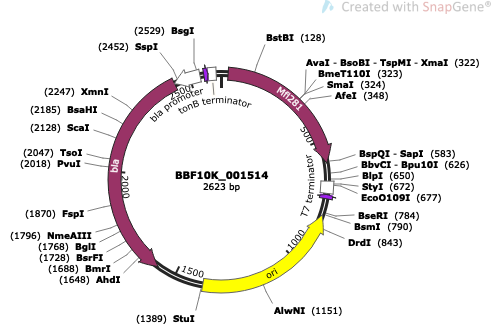 Created with SnapGene®
(2529) BsgI
(2452) SspI
BstBI (128)
AvaI - BsoBI - TspMI - XmaI (322)
BmeT110I (323)
SmaI (324)
AfeI (348)
(2247) XmnI
(2185) BsaHI
(2128) ScaI
(2047) TsoI
(2018) PvuI
2500
bla promoter
tonB terminator
Mfl281
500
BspQI - SapI (583)
BbvCI - Bpu10I (626)
BlpI (650)
StyI (672)
EcoO109I (677)
BBF10K_001514
2623 bp
bla
2000
T7 terminator
(1870) FspI
BseRI (784)
BsmI (790)
DrdI (843)
(1796) NmeAIII
(1768) BglI
(1728) BsrFI
(1688) BmrI
(1648) AhdI
1000
1500
ori
AlwNI (1151)
(1389) StuI